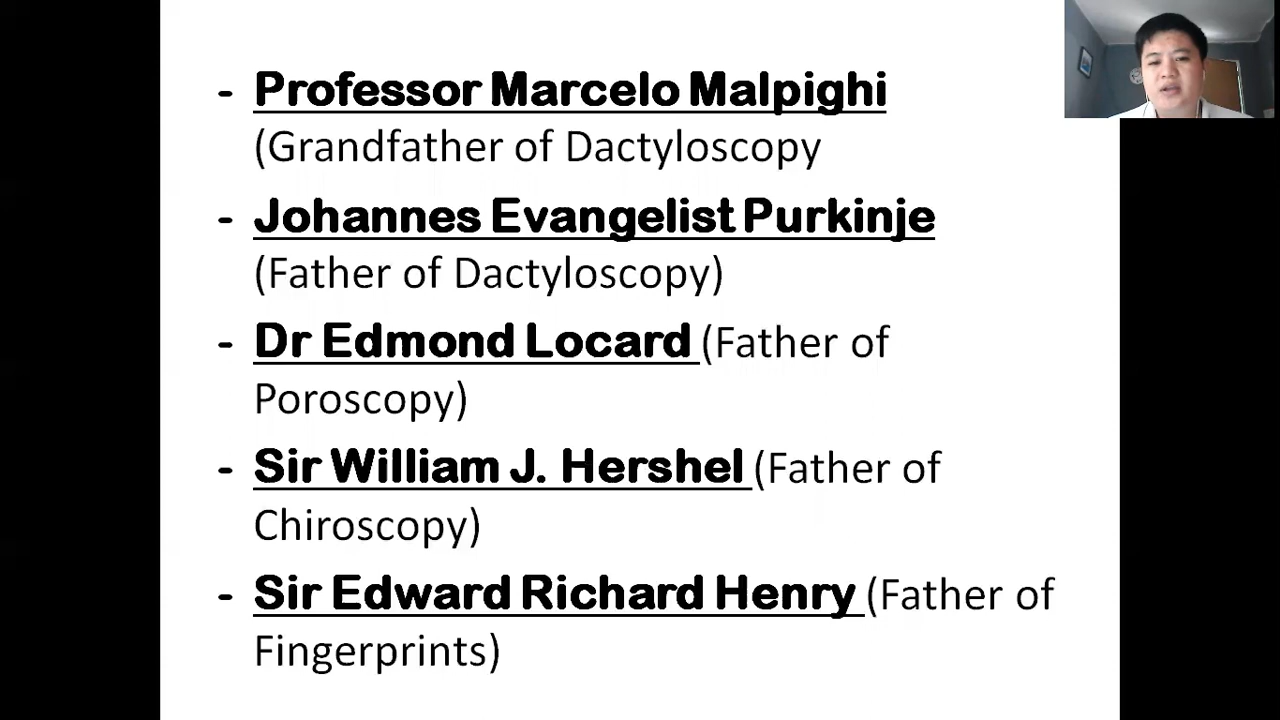 - Professor Marcelo Malpighi
(Grandfather of Dactyloscopy
- Johannes Evangelist Purkinje
(Father of Dactyloscopy)
- Dr Edmond Locard (Father of
Poroscopy)
- Sir William J. Hershel (Father of
Chiroscopy)
- Sir Edward Richard Henry (Father of
Fingerprints)